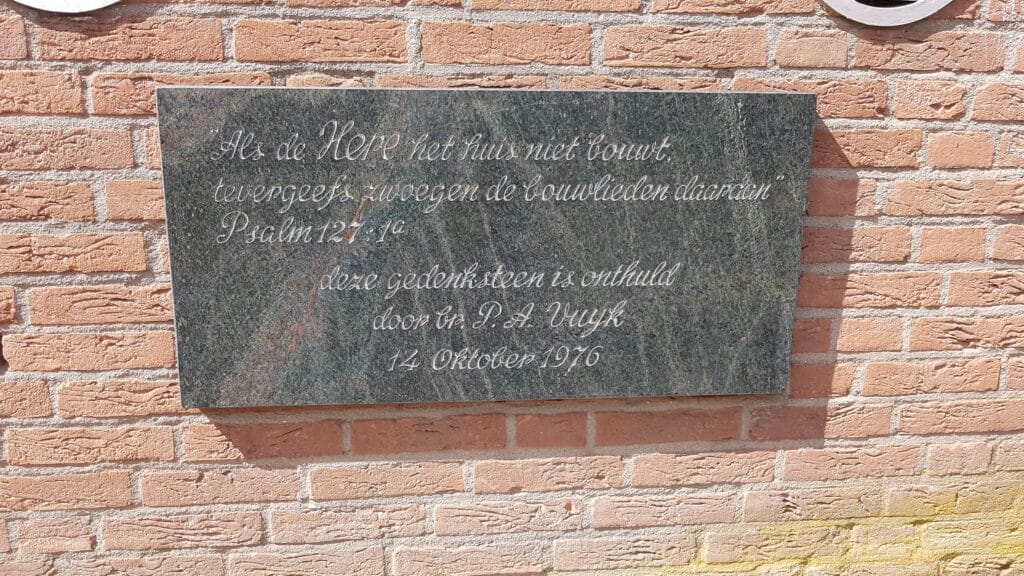 "Als de Here het huis niet bouwt,
tevergeefs zwoegen de bouwlieden daaraan"
Psalm 127:1a
deze gedenksteen is onthuld
door br. P. A. Vuyk
14 Oktober 1976